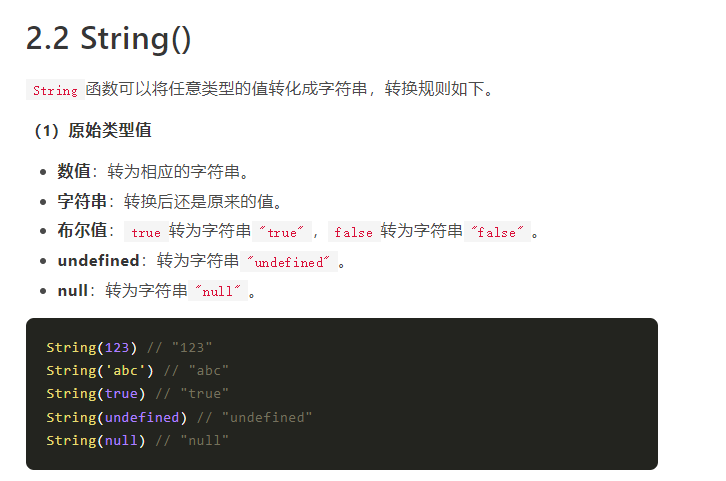 2.2 String()
String 函数可以将任意类型的值转化成字符串，转换规则如下。
（1）原始类型值
数值：转为相应的字符串。
字符串：转换后还是原来的值。
布尔值：true 转为字符串"true"，false 转为字符串"false"。
undefined：转为字符串"undefined"。
null：转为字符串"null"。
String(123) // "123"
String('abc') // "abc"
String(true) // "true"
String(undefined) // "undefined"
String(null) // "null"